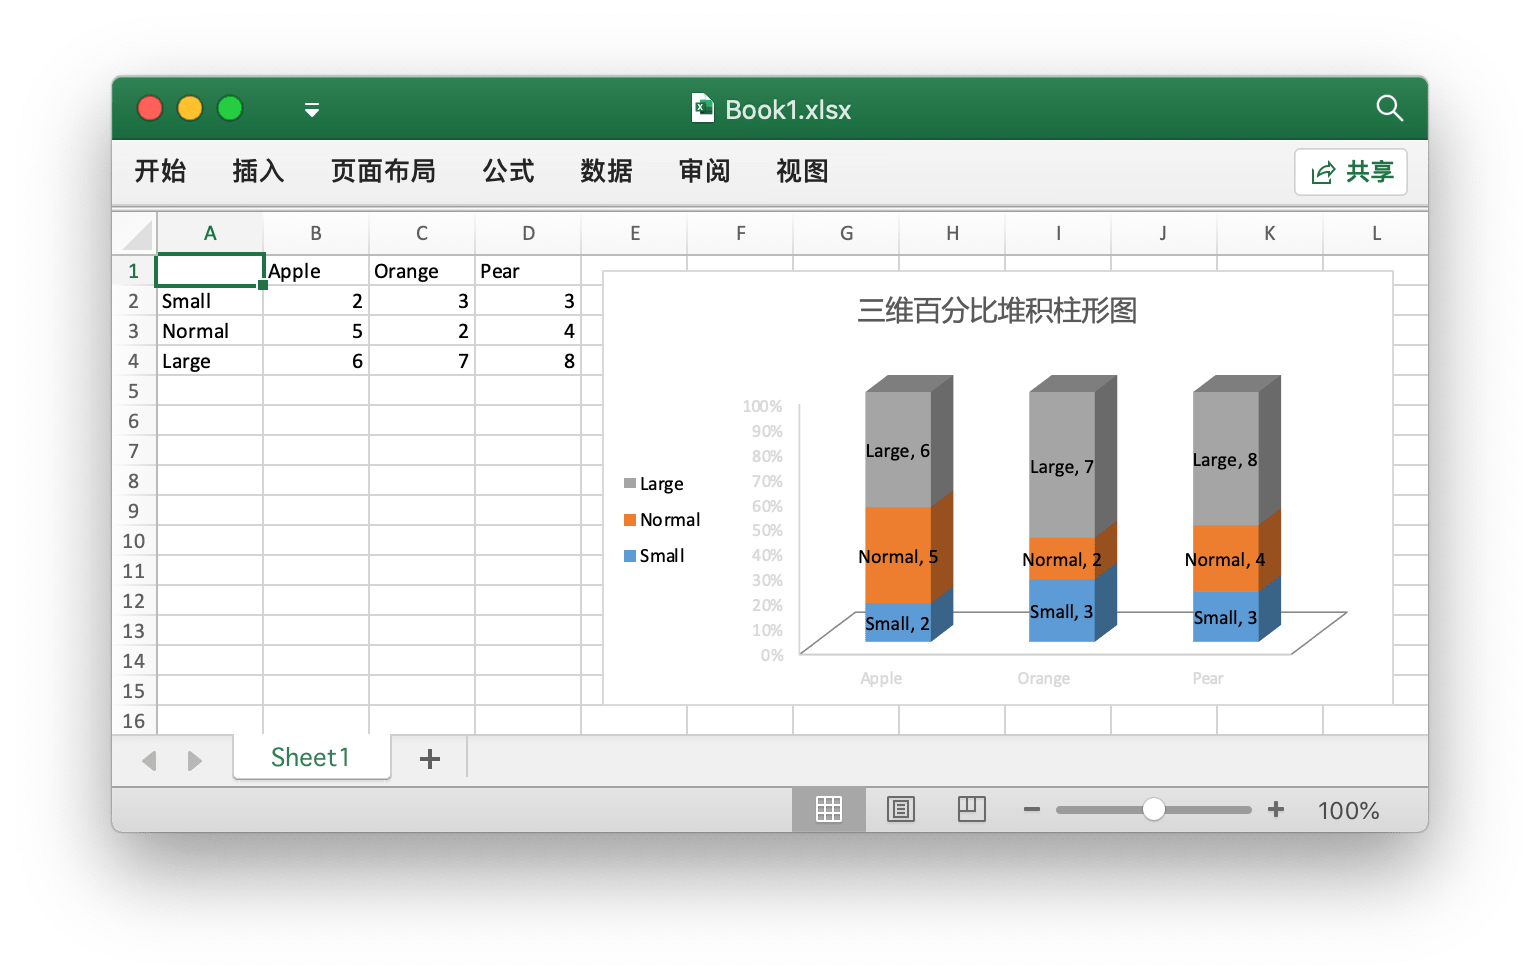 Book1.xlsx
开始 插入 页面布局 公式 数据 审阅 视图 共享
A B C D E F G H I J K L
1 Apple Orange Pear
2 Small 2 3 3
3 Normal 5 2 4
4 Large 6 7 8
5
6
7
8
9
10
11
12
13
14
15
16
三维百分比堆积柱形图
100%
90%
80%
70%
60%
50%
40%
30%
20%
10%
0%
Large
Normal
Small
Large, 6
Large, 7
Large, 8
Normal, 5
Normal, 2
Normal, 4
Small, 2
Small, 3
Small, 3
Apple Orange Pear
Sheet1
100%